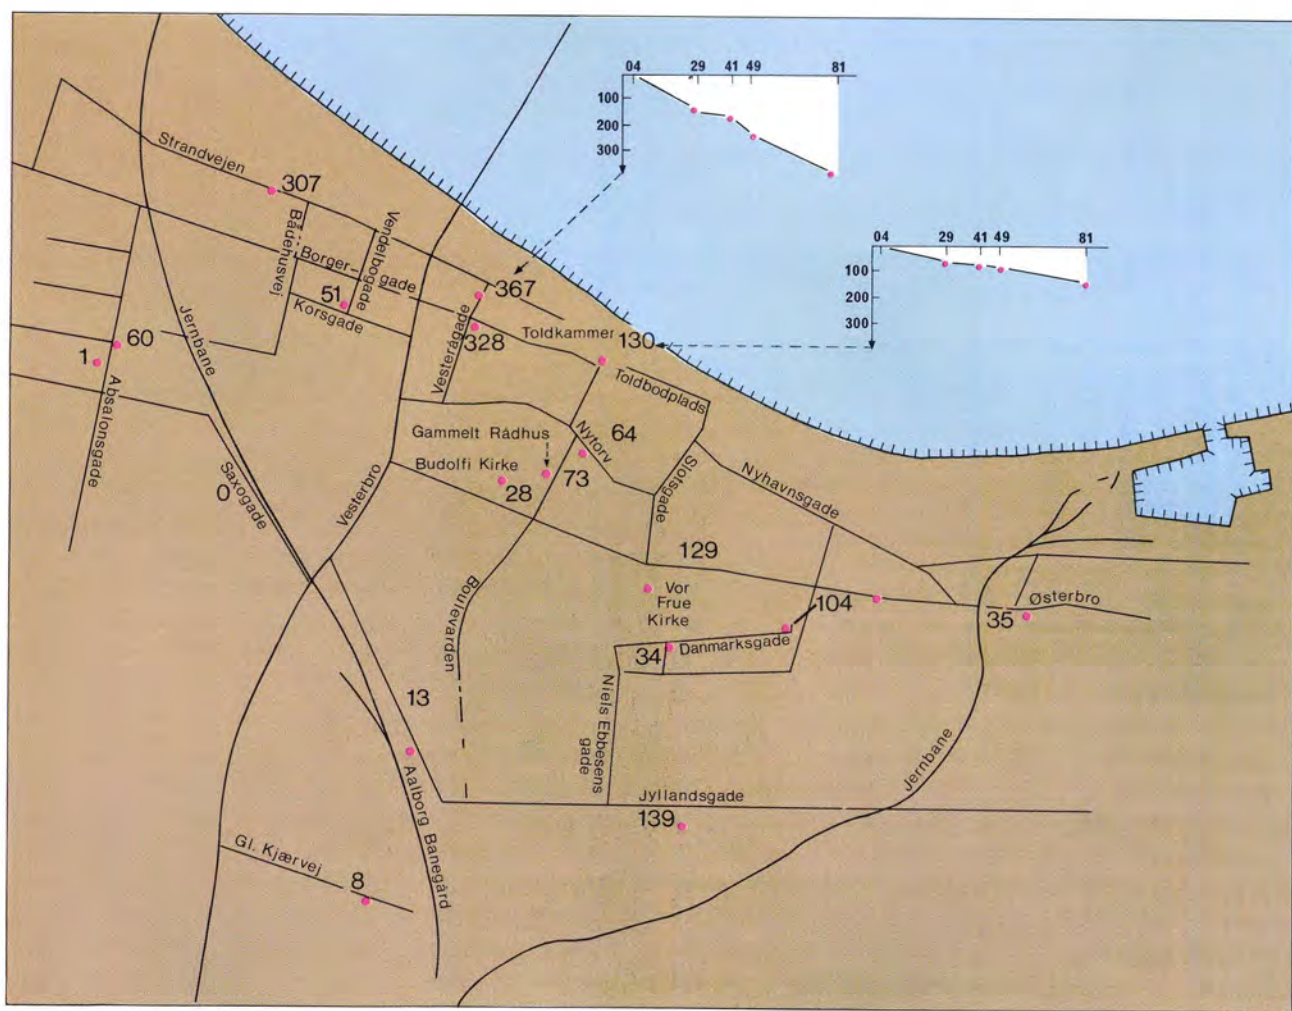 04 29 41 49 81
100
200
300
Strandvejen
307
Bådehusvej
Vendelbogade
Borger-gade
51
Korsgade
04 29 41 49 81
100
200
300
367
328
Vesterågade
Toldkammer
130
Toldbodplads
Jernbane
60
1
Absalonsgade
Gammelt Rådhus
Nytorv
64
Budolfi Kirke
28
73
Slotsgade
Nyhavnsgade
Saxogade
0
Vesterbro
129
Boulevarden
Vor
Frue
Kirke
104
Østerbro
35
34
Danmarksgade
13
Niels Ebbesens
gade
Jernbane
Jyllandsgade
139
Aalborg Banegård
Gl. Kjærvej
8